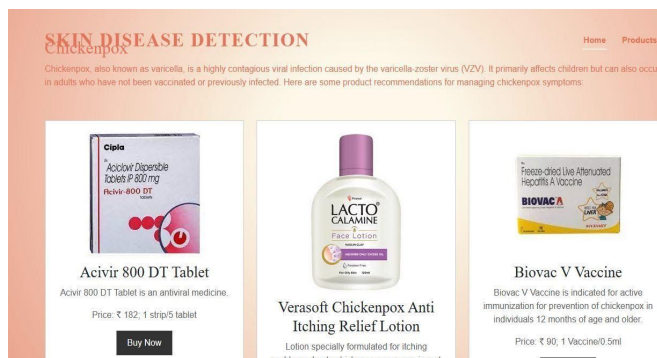 SKIN DISEASE DETECTION
Home Products
Chickenpox
Chickenpox, also known as varicella, is a highly contagious viral infection caused by the varicella-zoster virus (VZV). It primarily affects children but can also occu
in adults who have not been vaccinated or previously infected. Here are some product recommendations for managing chickenpox symptoms:
Cipla
Aciclovir Dispersible
Tablets IP 800 mg
Acivir-800 DT
Acivir 800 DT Tablet
Acivir 800 DT Tablet is an antiviral medicine.
Price: ₹ 182; 1 strip/5 tablet
Buy Now
LACTO
CALAMINE
Face Lotion
Verasoft Chickenpox Anti
Itching Relief Lotion
Lotion specially formulated for itching
Freeze-dried Live Attenuated
Hepatitis A Vaccine
BIOVAC A
Biovac V Vaccine
Biovac V Vaccine is indicated for active
immunization for prevention of chickenpox in
individuals 12 months of age and older.
Price: ₹ 90; 1 Vaccine/0.5ml